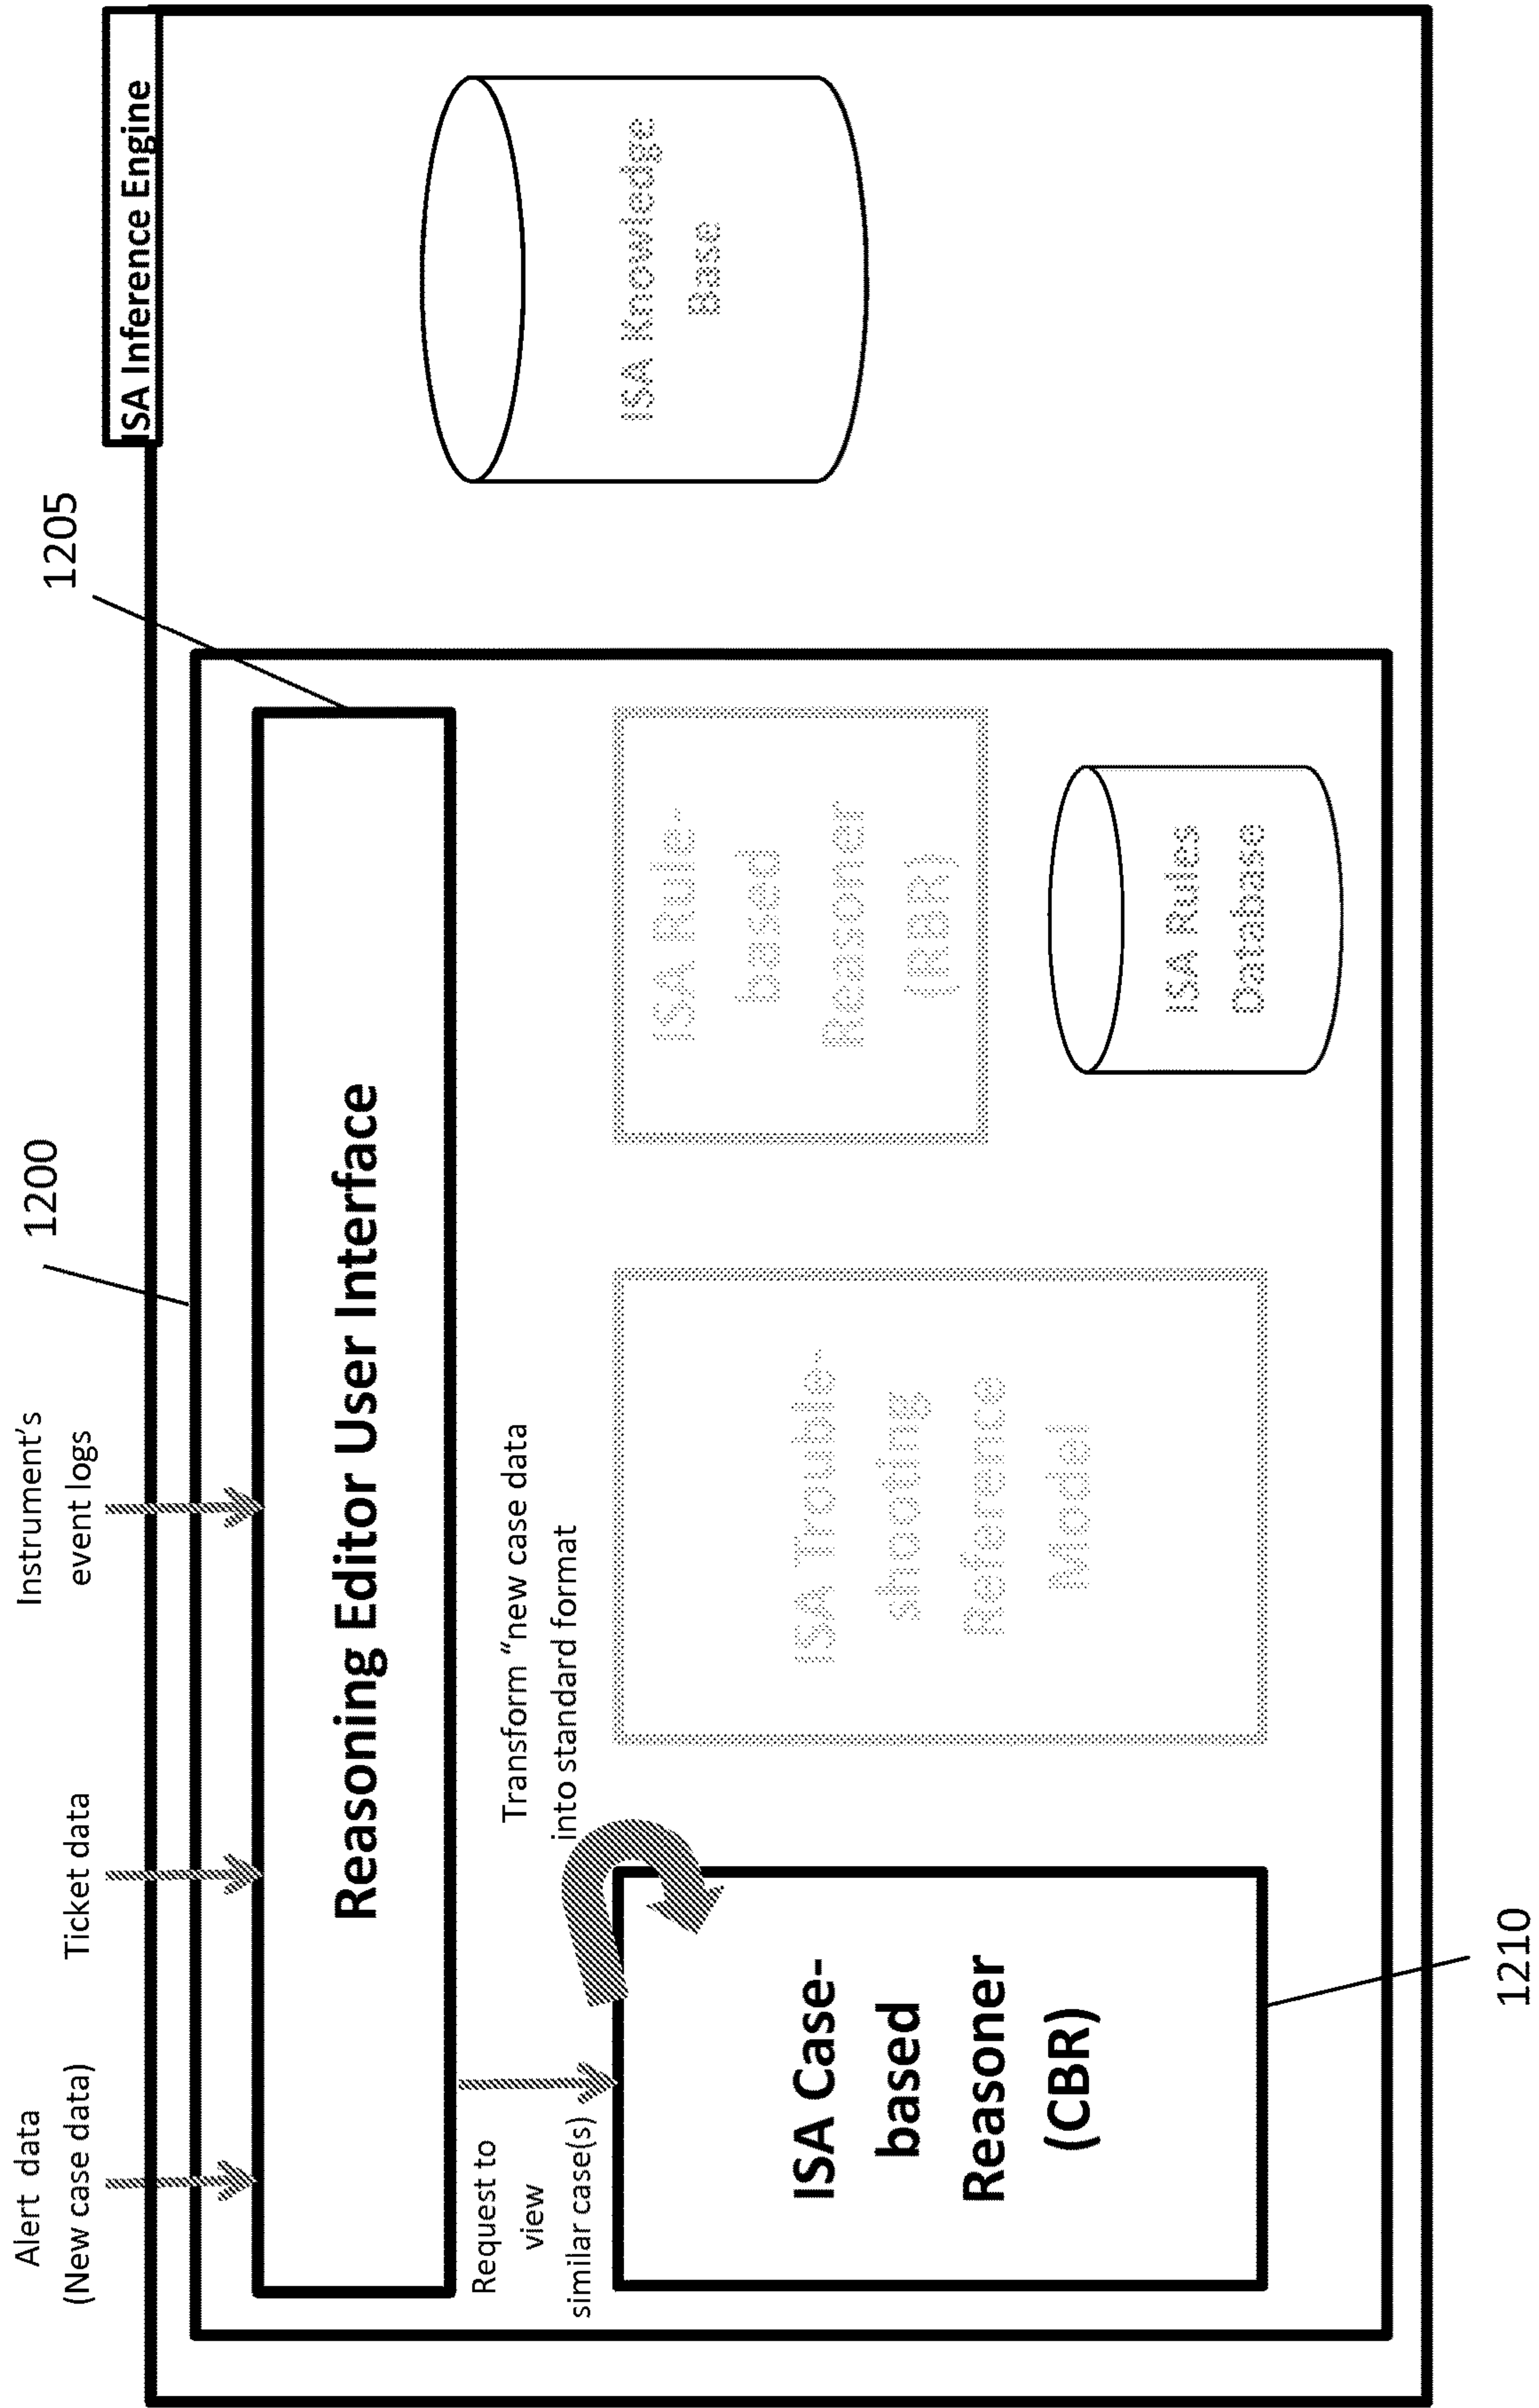 ISA Inference Engine
Alert data
(New case data)
Ticket data
Instrument's
event logs
1200
1205
Reasoning Editor User Interface
Request to
view
similar case(s)
Transform “new case data
into standard format
ISA Case-
based
Reasoner
(CBR)
ISA Trouble-
shooting
Reference
Model
ISA Rule-
based
Reasoner
(RBR)
ISA Rules
Database
ISA Knowledge
Base
1210